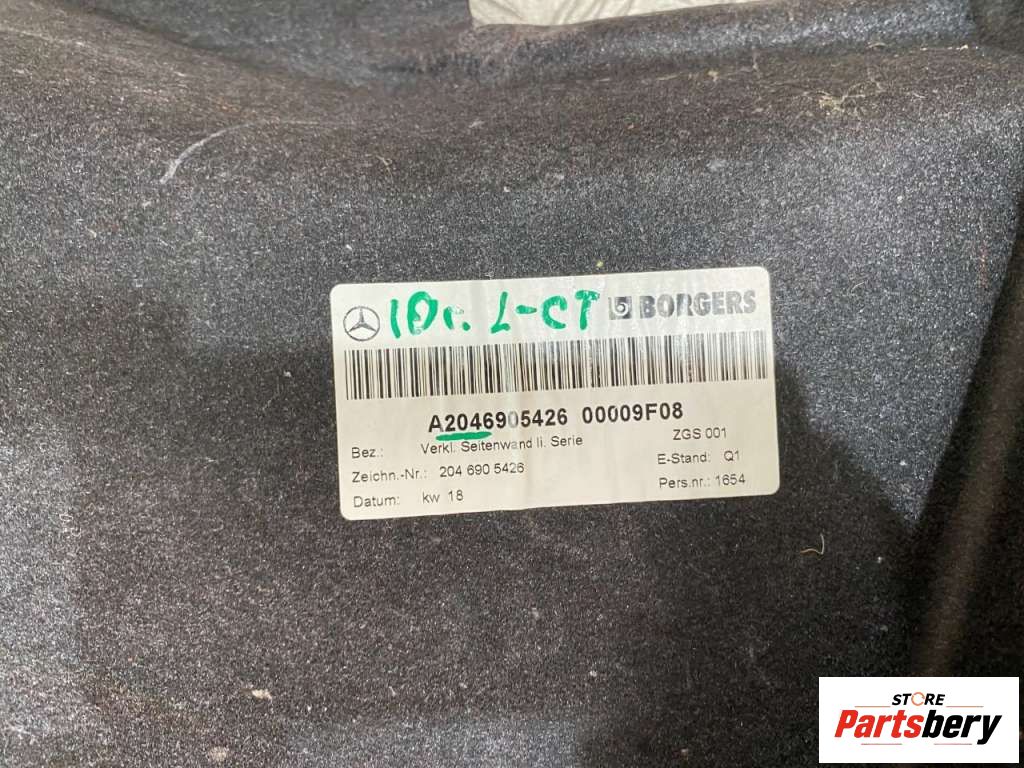 1Dr. L-CT BORGERS
A2046905426 00009F08
Bez.: Verkl. Seitenwand li. Serie ZGS 001
Zeichn.-Nr.: 204 690 5426 E-Stand: Q1
Datum: kw 18 Pers.nr.: 1654
STORE
Partsbery